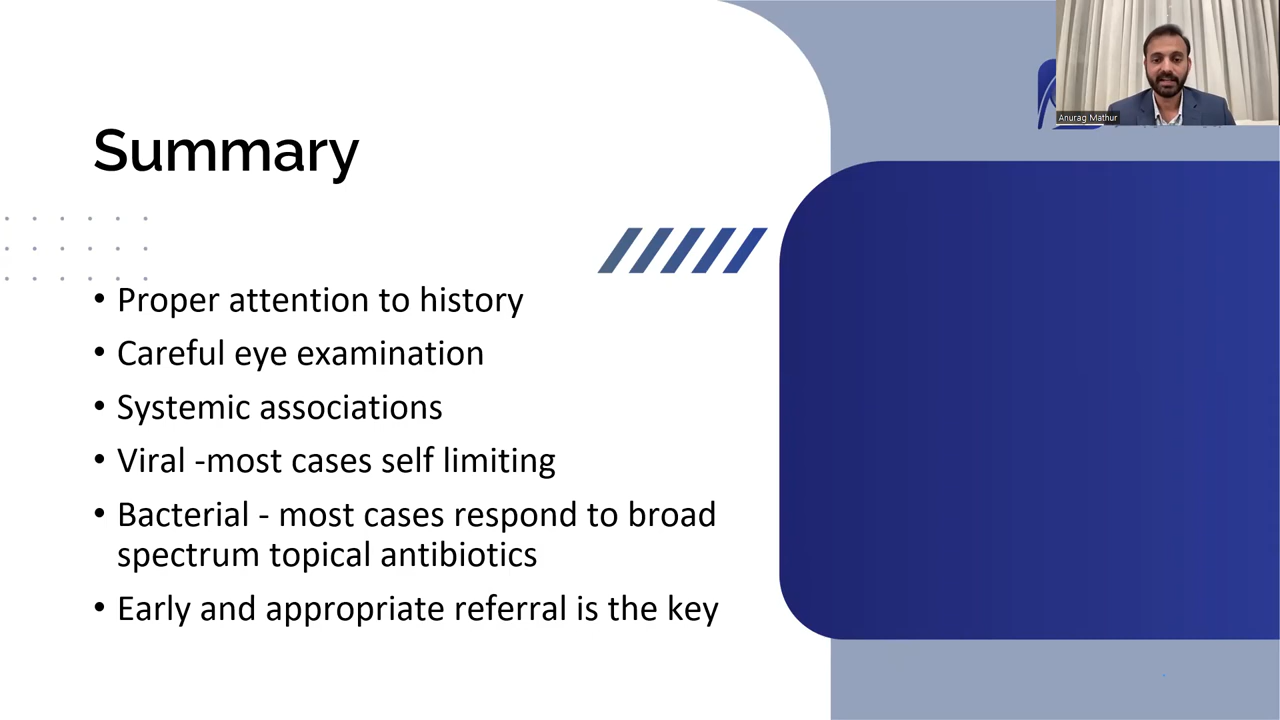 Anurag Mathur
Summary
• Proper attention to history
• Careful eye examination
• Systemic associations
• Viral -most cases self limiting
• Bacterial - most cases respond to broad
spectrum topical antibiotics
• Early and appropriate referral is the key